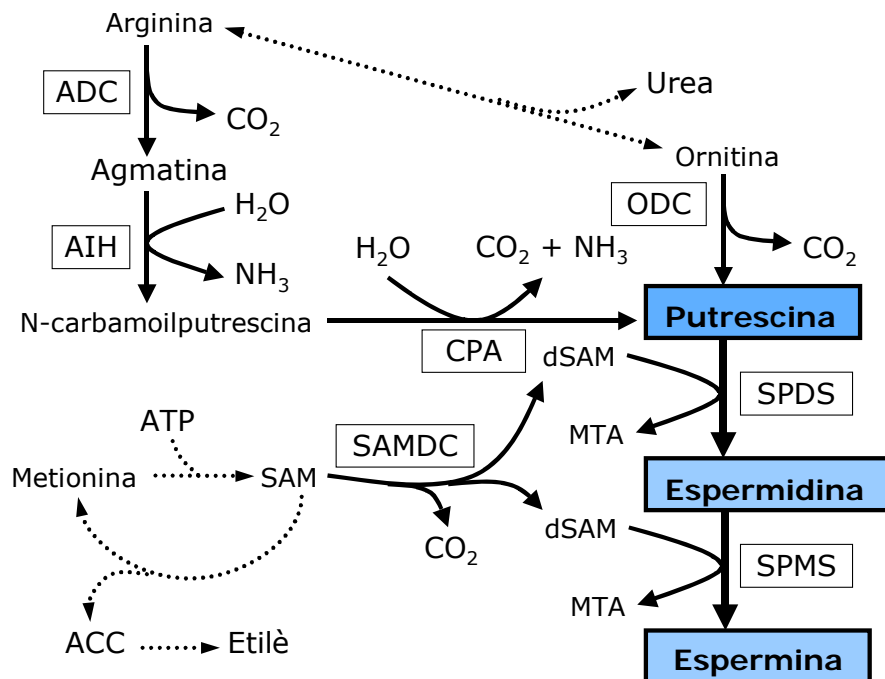 Arginina
ADC
CO₂
Urea
Ornitina
Agmatina
H₂O
AIH
NH₃
ODC
CO₂
H₂O
CO₂ + NH₃
N-carbamoilputrescina
CPA
Putrescina
dSAM
SPDS
MTA
ATP
SAMDC
Metionina
SAM
Espermidina
CO₂
dSAM
SPMS
MTA
ACC
Etilè
Espermina